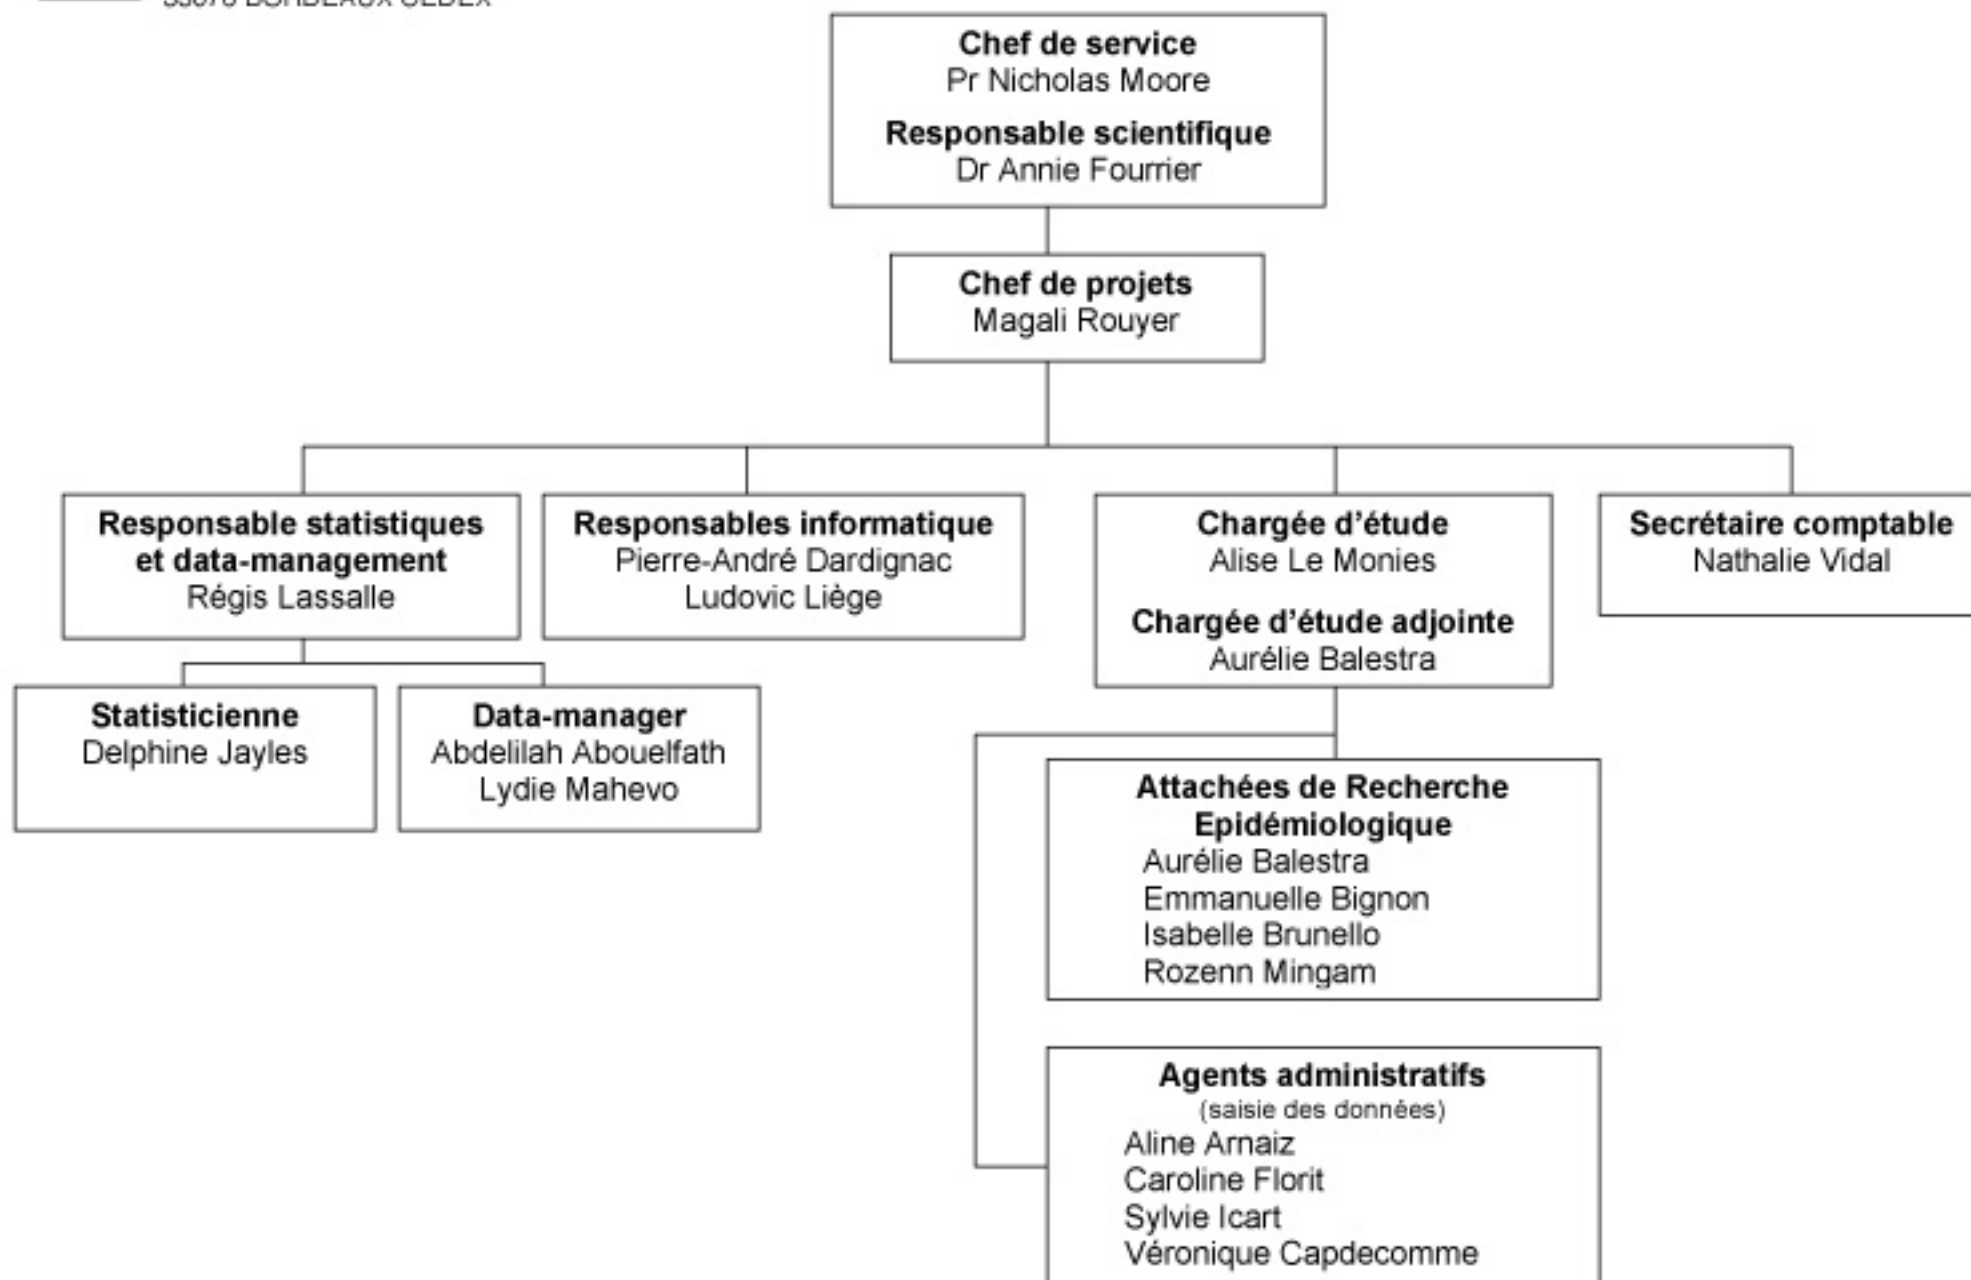 33076 BORDEAUX CEDEX
Chef de service
Pr Nicholas Moore
Responsable scientifique
Dr Annie Fourrier
Chef de projets
Magali Rouyer
Responsable statistiques
et data-management
Régis Lassalle
Responsables informatique
Pierre-André Dardignac
Ludovic Liège
Chargée d’étude
Alise Le Monies
Chargée d’étude adjointe
Aurélie Balestra
Secrétaire comptable
Nathalie Vidal
Statisticienne
Delphine Jayles
Data-manager
Abdelilah Abouelfath
Lydie Mahevo
Attachées de Recherche
Epidémiologique
Aurélie Balestra
Emmanuelle Bignon
Isabelle Brunello
Rozenn Mingam
Agents administratifs
(saisie des données)
Aline Arnaiz
Caroline Florit
Sylvie Icart
Véronique Capdecomme